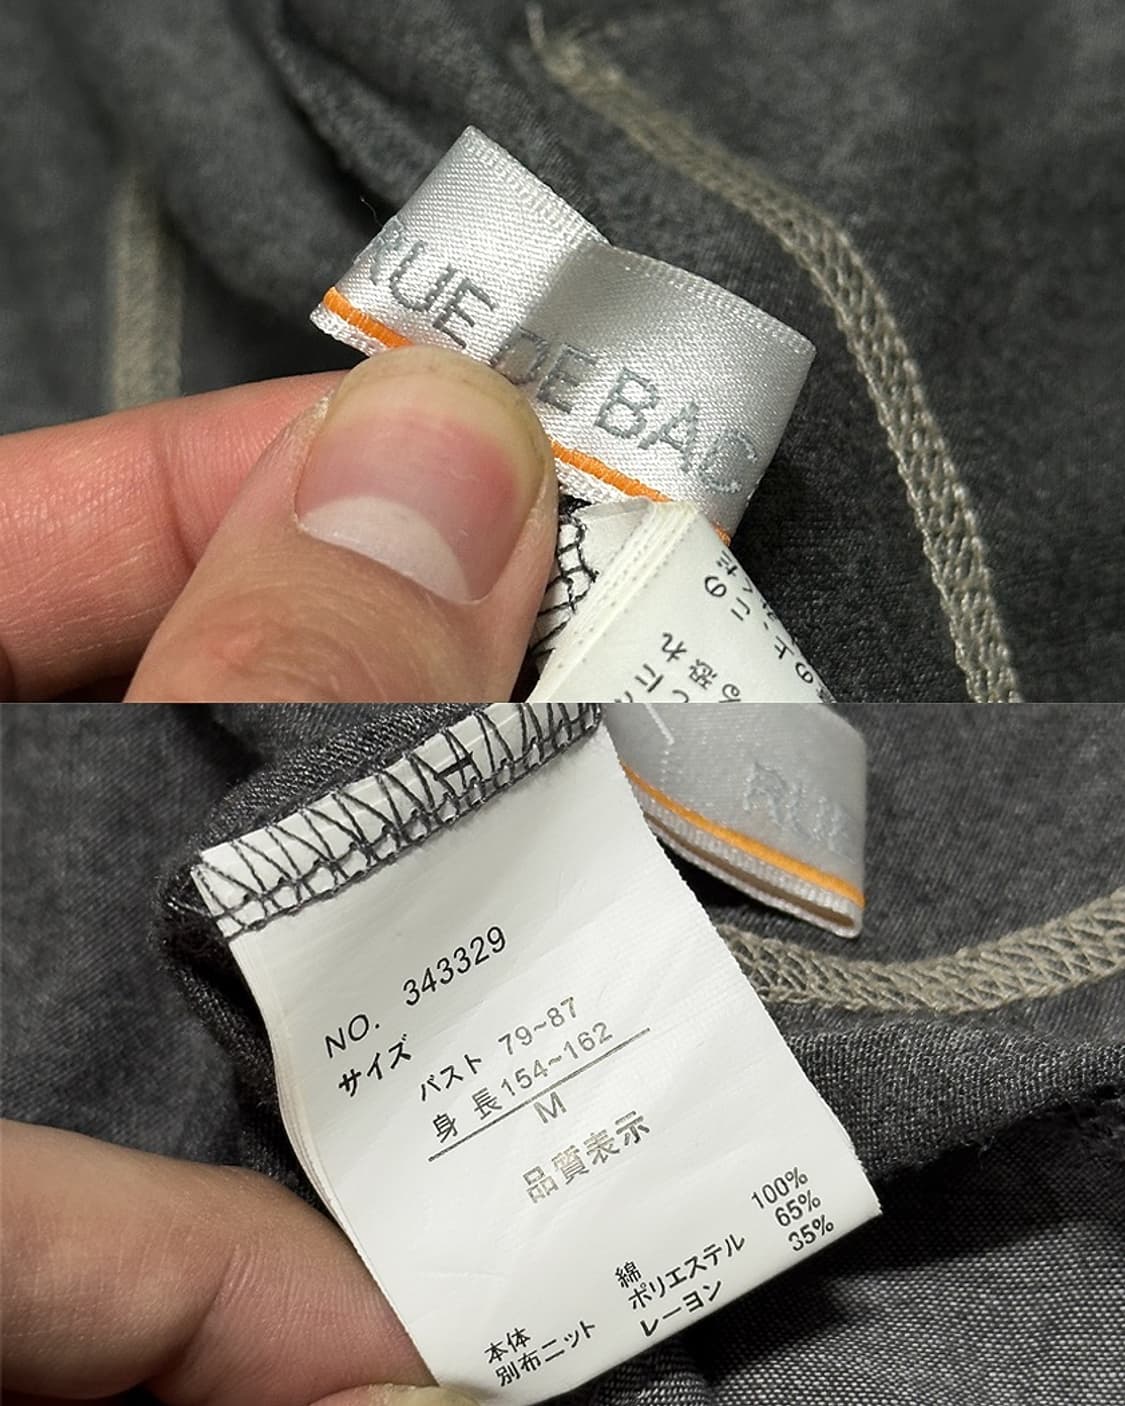 RUE DE BAC
NO. 343329
サイズ
バスト 79~87
身長154~162
M
品質表示
本体 綿 100%
別布ニット ポリエステル 65%
レーヨン 35%